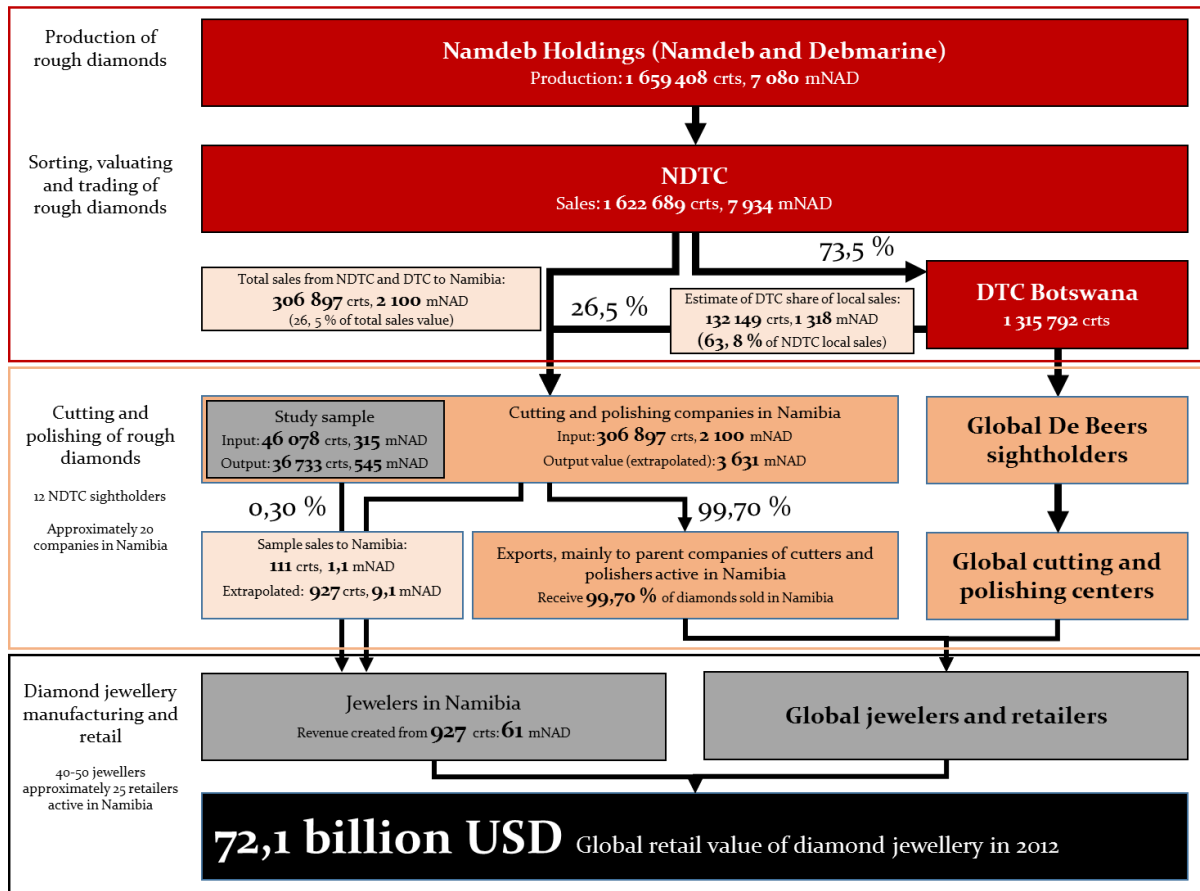 Production of
rough diamonds
Namdeb Holdings (Namdeb and Debmarine)
Production: 1 659 408 crts, 7 080 mNAD
Sorting, valuating
and trading of
rough diamonds
NDTC
Sales: 1 622 689 crts, 7 934 mNAD
73,5 %
Total sales from NDTC and DTC to Namibia:
306 897 crts, 2 100 mNAD
(26, 5 % of total sales value)
26,5 %
Estimate of DTC share of local sales:
132 149 crts, 1 318 mNAD
(63, 8 % of NDTC local sales)
DTC Botswana
1 315 792 crts
Cutting and
polishing of rough
diamonds
12 NDTC sightholders
Approximately 20
companies in Namibia
Study sample
Input: 46 078 crts, 315 mNAD
Output: 36 733 crts, 545 mNAD
Cutting and polishing companies in Namibia
Input: 306 897 crts, 2 100 mNAD
Output value (extrapolated): 3 631 mNAD
Global De Beers
sightholders
0,30 %
99,70 %
Sample sales to Namibia:
111 crts, 1,1 mNAD
Extrapolated: 927 crts, 9,1 mNAD
Exports, mainly to parent companies of cutters and
polishers active in Namibia
Receive 99,70 % of diamonds sold in Namibia
Global cutting and
polishing centers
Diamond jewellery
manufacturing and
retail
40-50 jewellers
approximately 25 retailers
active in Namibia
Jewelers in Namibia
Revenue created from 927 crts: 61 mNAD
Global jewelers and retailers
72,1 billion USD Global retail value of diamond jewellery in 2012